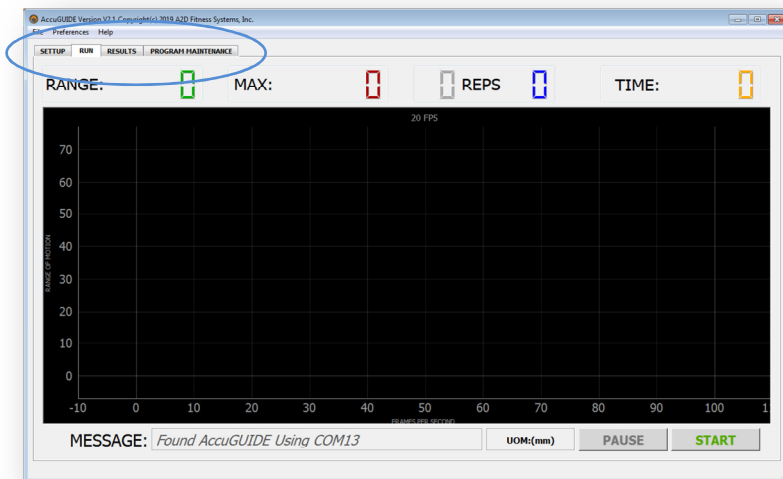 AccuGUIDE Version V2.1 Copyright(c) 2019 A2D Fitness Systems, Inc.
File Preferences Help
SETTUP RUN RESULTS PROGRAM MAINTENANCE
RANGE: 0 MAX: 0 0 REPS 0 TIME: 0
20 FPS
70
60
50
40
30
20
10
0
RANGE OF MOTION
-10 0 10 20 30 40 50 60 70 80 90 100 1
FRAMES PER SECOND
MESSAGE: Found AccuGUIDE Using COM13 UOM:(mm) PAUSE START